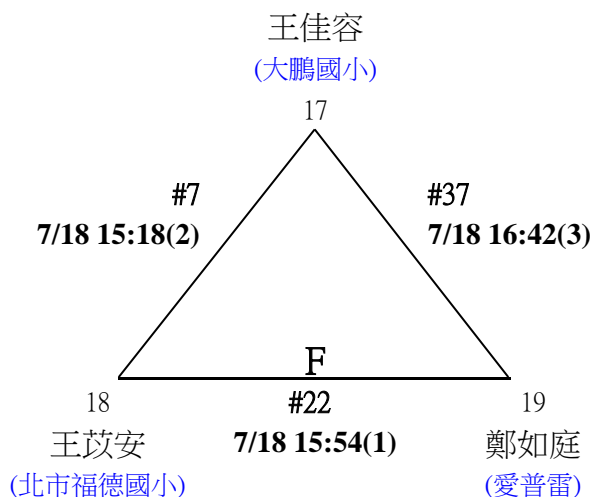 王佳容
(大鵬國小)
17
#7
7/18 15:18(2)
#37
7/18 16:42(3)
F
18
#22
19
王苡安
7/18 15:54(1)
鄭如庭
(北市福德國小)
(愛普雷)